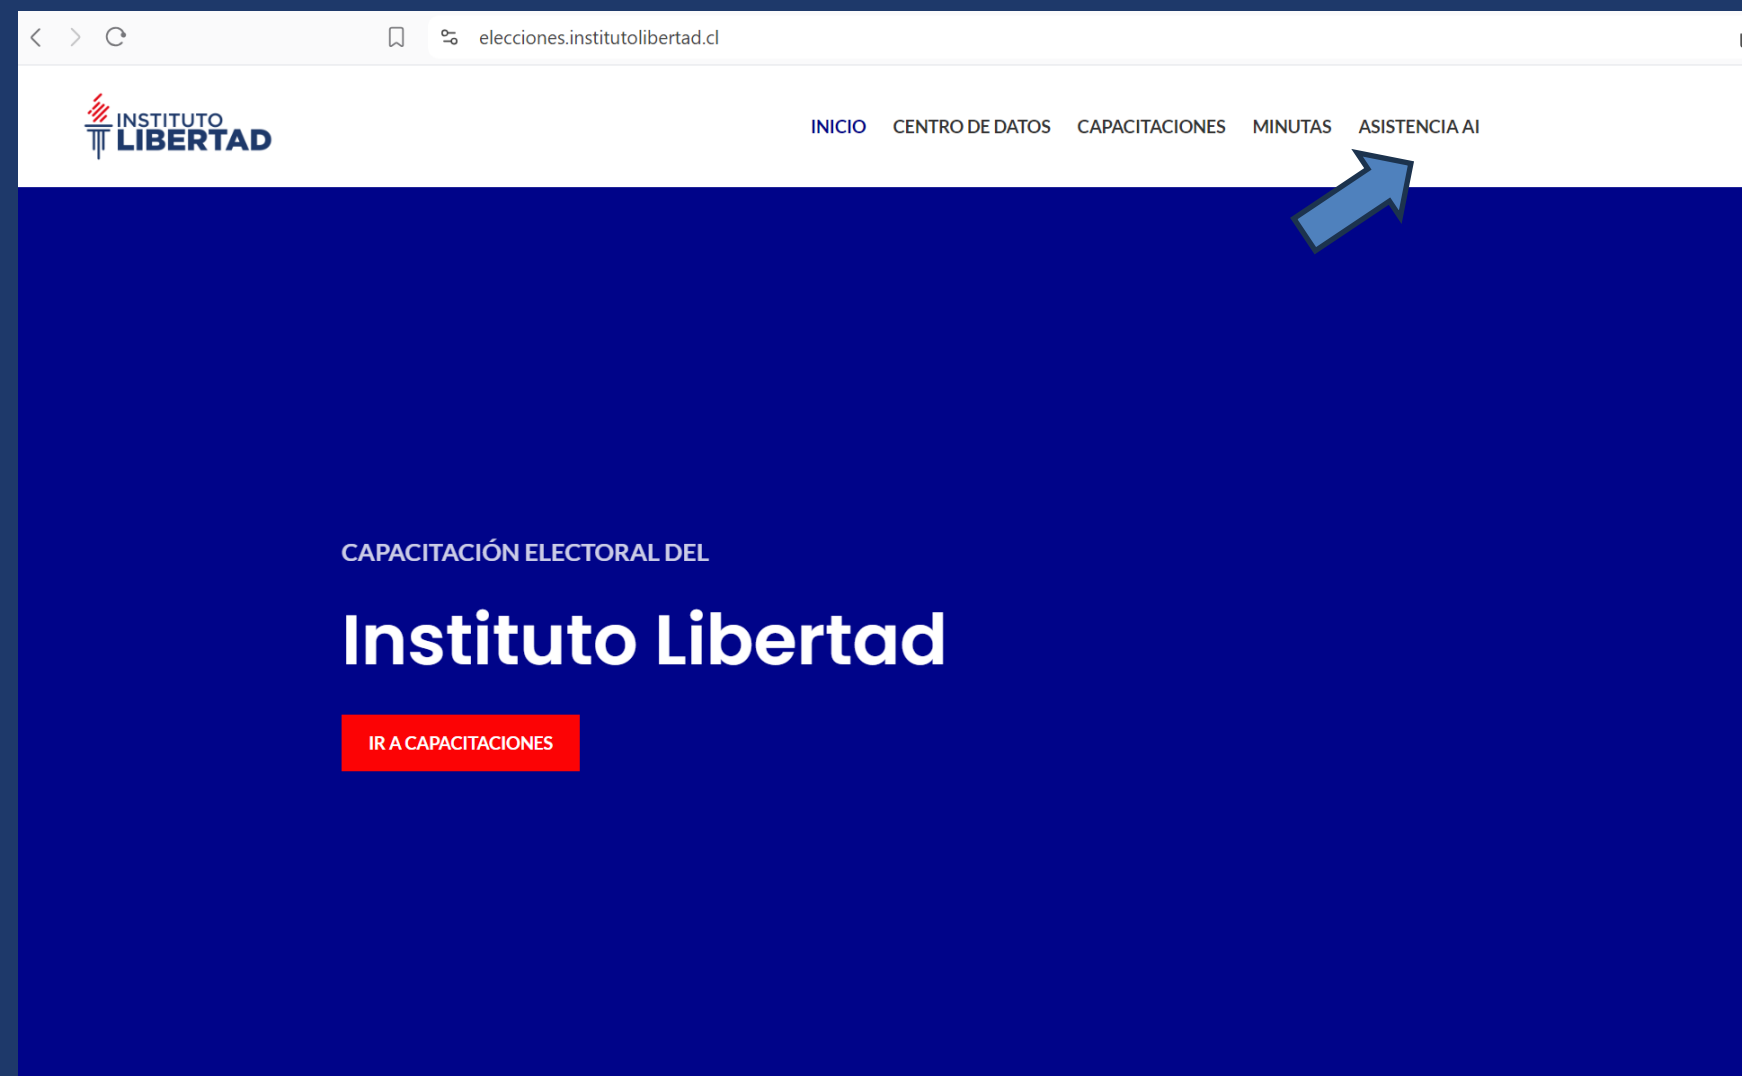 elecciones.institutolibertad.cl
INSTITUTO
LIBERTAD
INICIO CENTRO DE DATOS CAPACITACIONES MINUTAS ASISTENCIA AI
CAPACITACIÓN ELECTORAL DEL
Instituto Libertad
IR A CAPACITACIONES